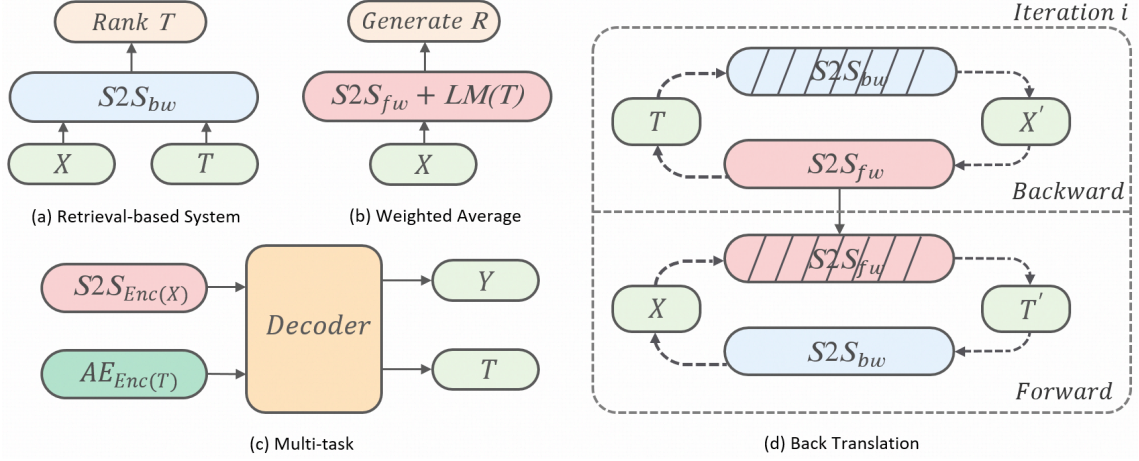 Rank T
S2S_bw
X
T
(a) Retrieval-based System
Generate R
S2S_fw + LM(T)
X
(b) Weighted Average
S2S_Enc(X)
AE_Enc(T)
Decoder
Y
T
(c) Multi-task
Iteration i
S2S_bw
T
X′
S2S_fw
Backward
S2S_fw
X
T′
S2S_bw
Forward
(d) Back Translation